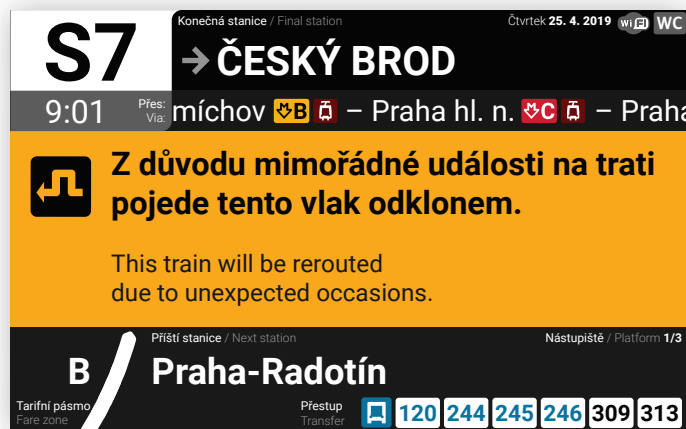 S7
Konečná stanice / Final station
Čtvrtek 25. 4. 2019 WiFi WC
→ ČESKÝ BROD
9:01
Přes:
Via:
míchov B – Praha hl. n. C – Praha
Z důvodu mimořádné události na trati
pojede tento vlak odklonem.
This train will be rerouted
due to unexpected occasions.
Příští stanice / Next station
Nástupiště / Platform 1/3
B
Praha-Radotín
Tarifní pásmo
Fare zone
Přestup
Transfer
120 244 245 246 309 313